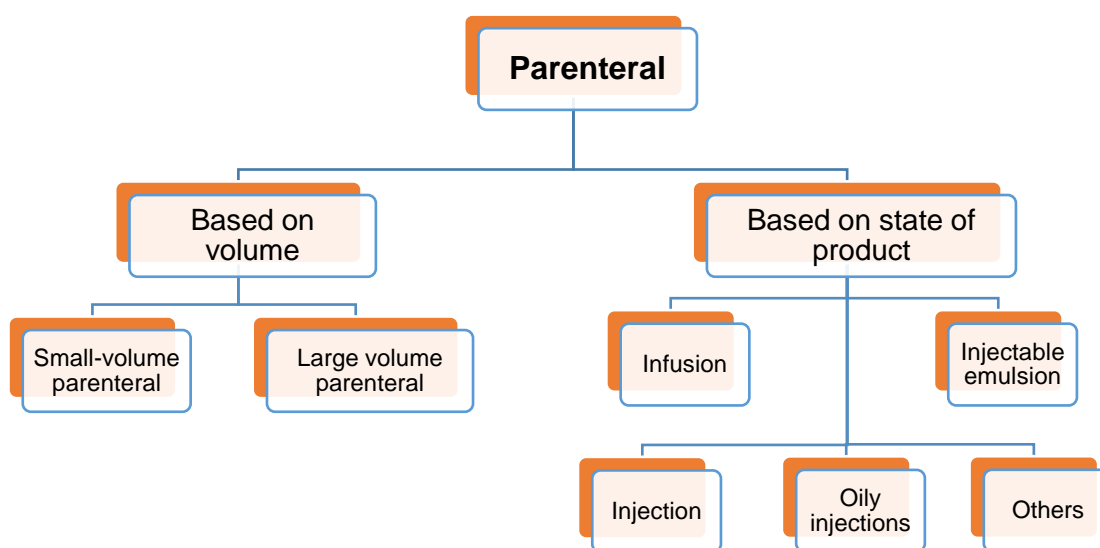 Parenteral
Based on
volume
Based on state of
product
Small-volume
parenteral
Large volume
parenteral
Infusion
Injectable
emulsion
Injection
Oily
injections
Others